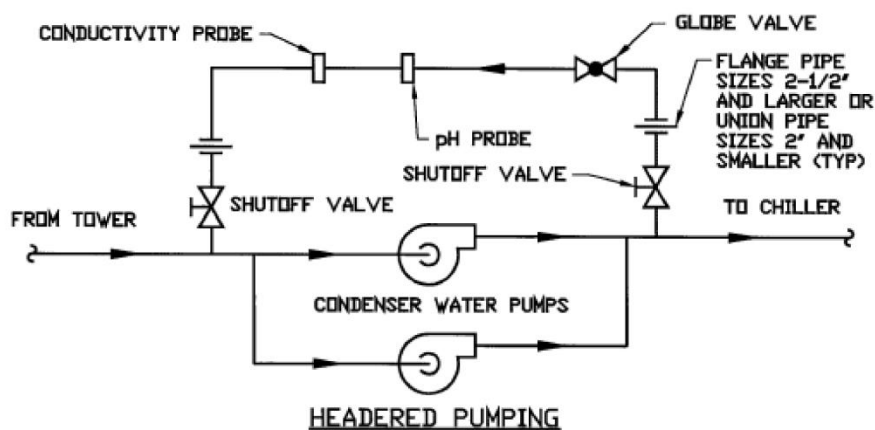 CONDUCTIVITY PROBE
GLOBE VALVE
FLANGE PIPE
SIZES 2-1/2"
AND LARGER OR
UNION PIPE
SIZES 2" AND
SMALLER (TYP)
pH PROBE
SHUTOFF VALVE
SHUTOFF VALVE
FROM TOWER
TO CHILLER
CONDENSER WATER PUMPS
HEADERED PUMPING